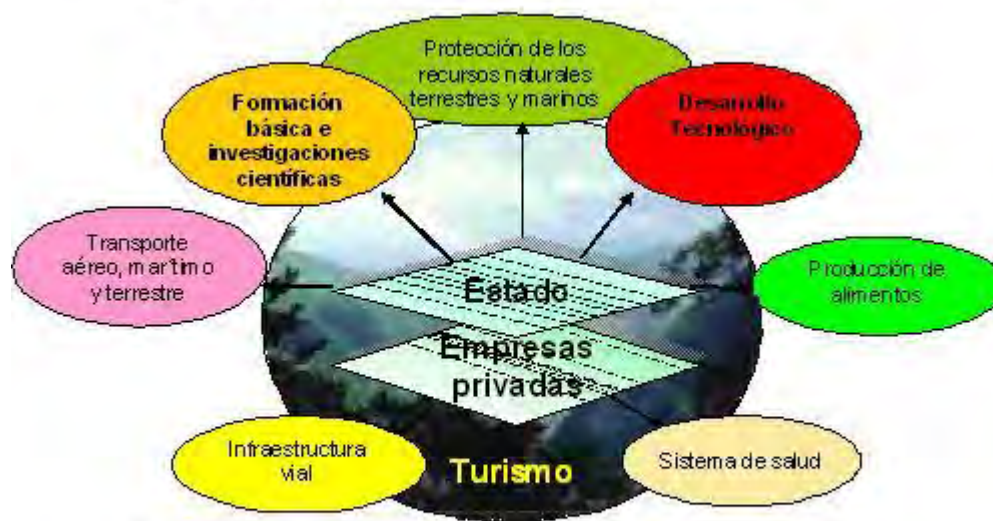 Protección de los
recursos naturales
terrestres y marinos
Formación
básica e
investigaciones
científicas
Desarrollo
Tecnológico
Transporte
aéreo, marítimo
y terrestre
Estado
Producción de
alimentos
Empresas
privadas
Infraestructura
vial
Turismo
Sistema de salud